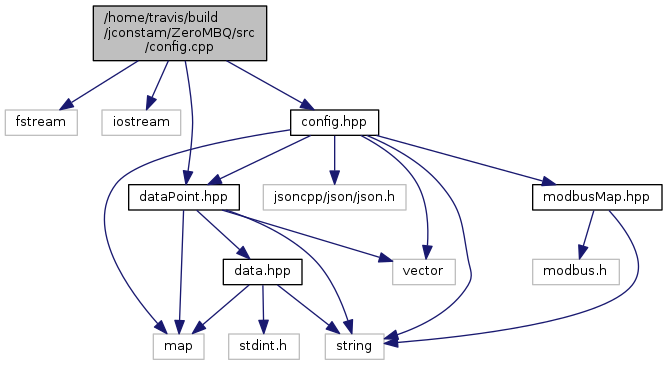 /home/travis/build
/jconstam/ZeroMBQ/src
/config.cpp
fstream
iostream
config.hpp
dataPoint.hpp
jsoncpp/json/json.h
modbusMap.hpp
data.hpp
vector
modbus.h
map
stdint.h
string